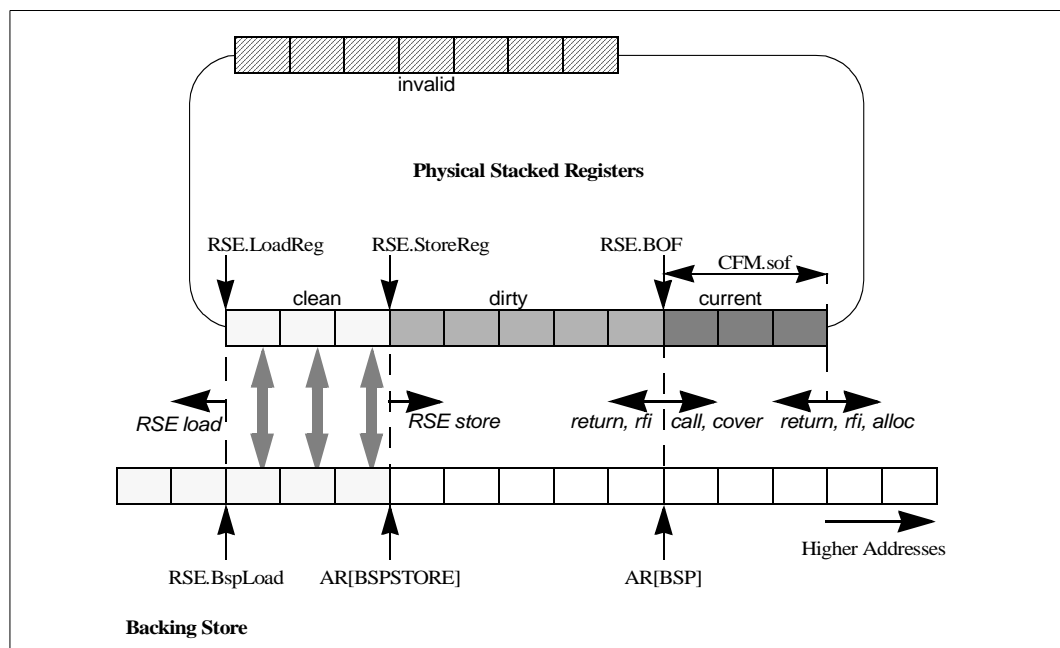 invalid
Physical Stacked Registers
RSE.LoadReg
RSE.StoreReg
RSE.BOF
CFM.sof
clean
dirty
current
RSE load
RSE store
return, rfi
call, cover
return, rfi, alloc
Higher Addresses
RSE.BspLoad
AR[BSPSTORE]
AR[BSP]
Backing Store